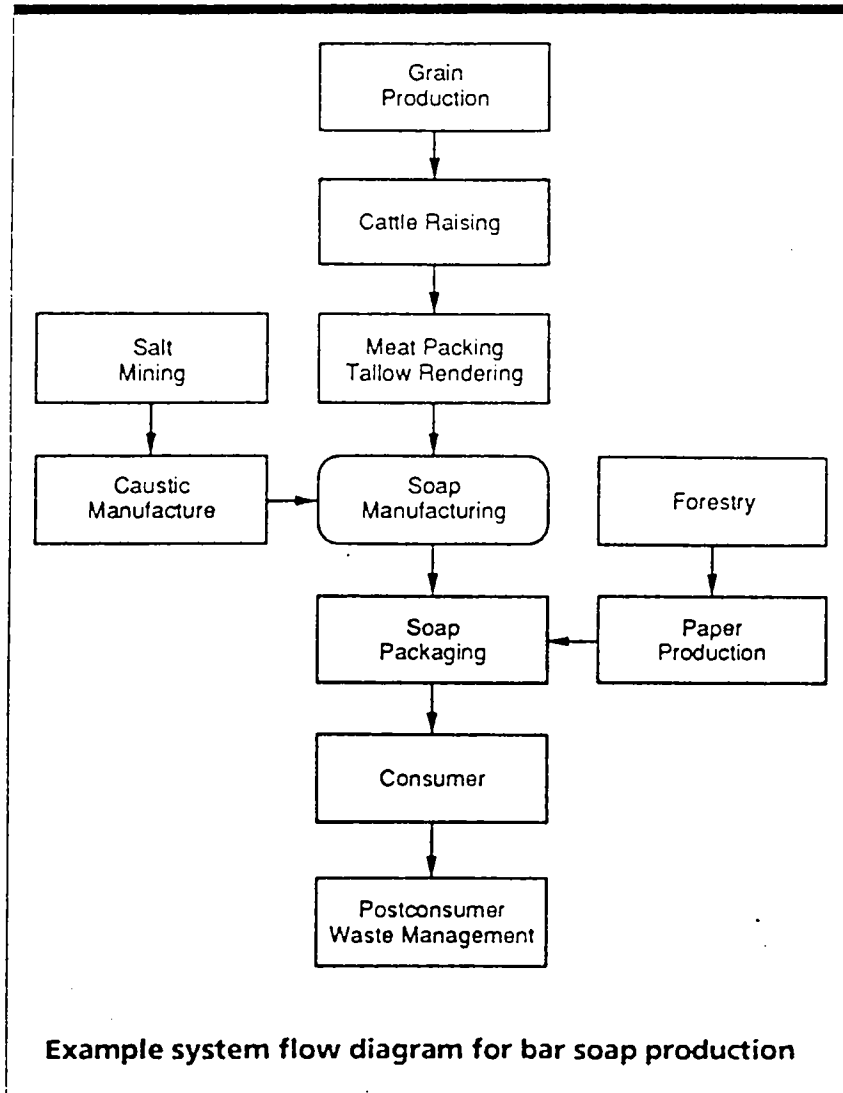 Grain
Production
Cattle Raising
Salt
Mining
Meat Packing
Tallow Rendering
Caustic
Manufacture
Soap
Manufacturing
Forestry
Soap
Packaging
Paper
Production
Consumer
Postconsumer
Waste Management
Example system flow diagram for bar soap production